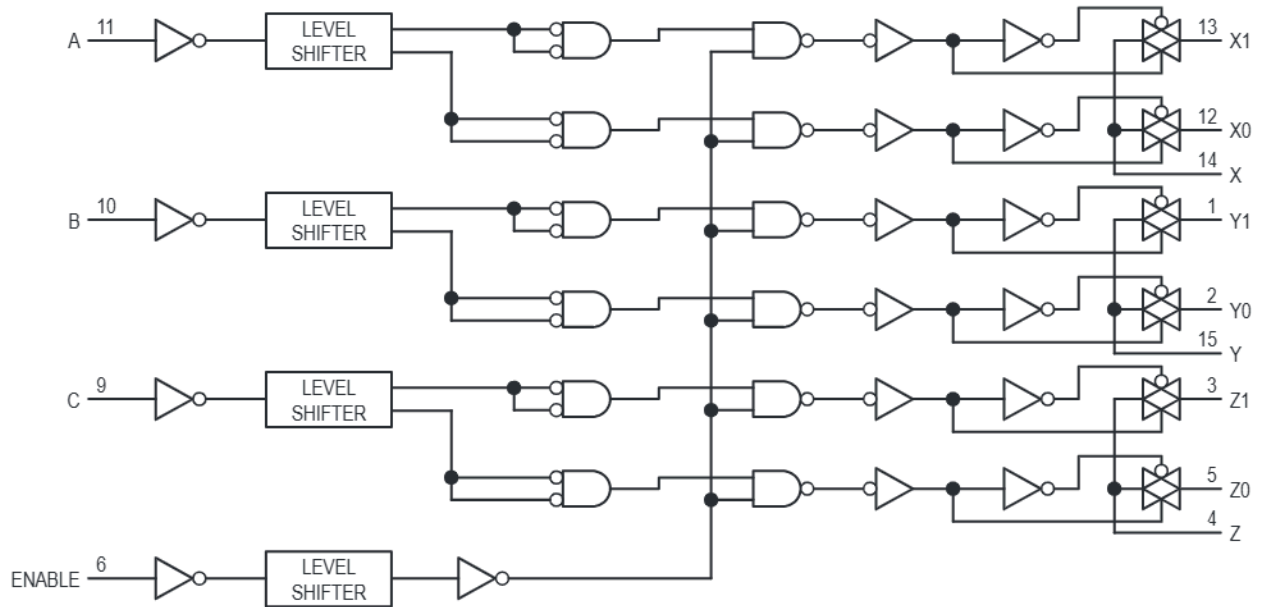 A 11 LEVEL SHIFTER 13 X1
12 X0
14 X
B 10 LEVEL SHIFTER 1 Y1
2 Y0
15 Y
C 9 LEVEL SHIFTER 3 Z1
5 Z0
4 Z
ENABLE 6 LEVEL SHIFTER